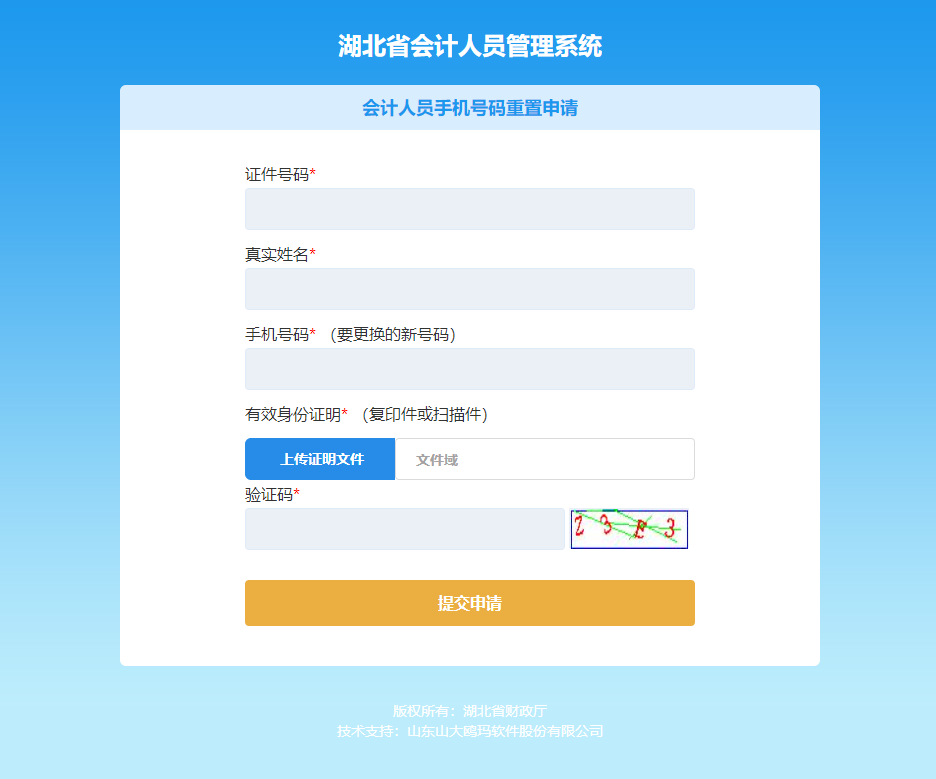 湖北省会计人员管理系统
会计人员手机号码重置申请
证件号码*
真实姓名*
手机号码* （要更换的新号码）
有效身份证明* （复印件或扫描件）
上传证明文件 文件域
验证码*
提交申请
版权所有：湖北省财政厅
技术支持：山东山大鸥玛软件股份有限公司